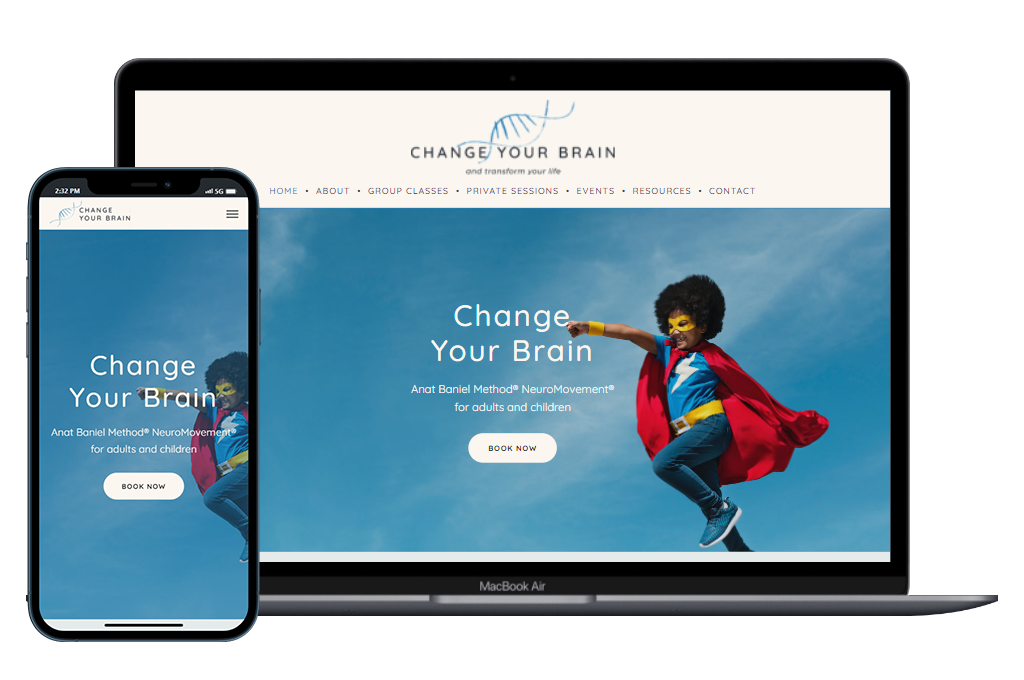 CHANGE YOUR BRAIN
and transform your life
HOME • ABOUT • GROUP CLASSES • PRIVATE SESSIONS • EVENTS • RESOURCES • CONTACT
Change
Your Brain
Anat Baniel Method® NeuroMovement®
for adults and children
BOOK NOW
MacBook Air
2:32 PM
5G
CHANGE
YOUR BRAIN
Change
Your Brain
Anat Baniel Method® NeuroMovement®
for adults and children
BOOK NOW